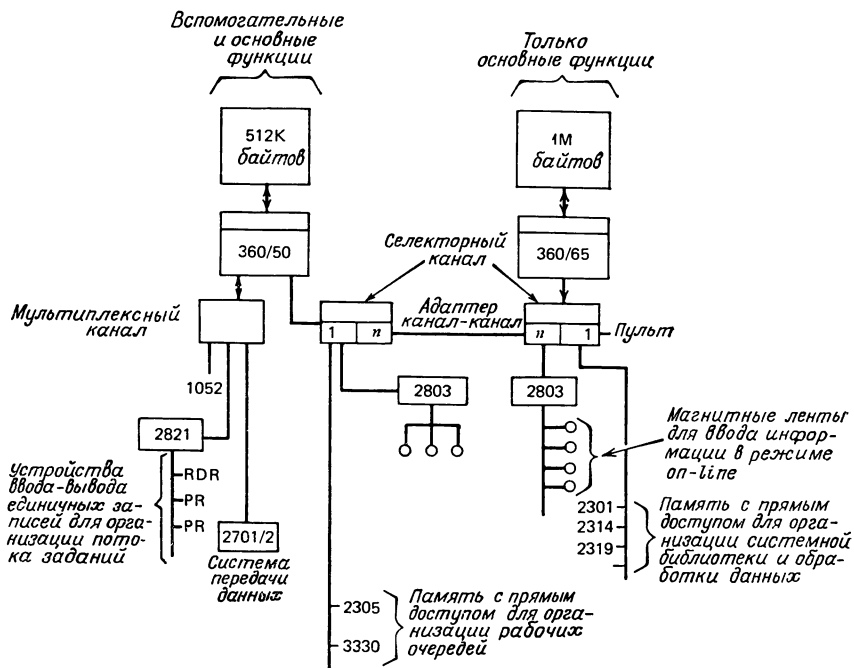 Вспомогательные
и основные
функции
Только
основные функции
512K
байтов
1М
байтов
360/50
Селекторный
канал
360/65
Мультиплексный
канал
Адаптер
канал-канал
1
n
n
1
Пульт
1052
2803
2803
2821
Магнитные ленты
для ввода инфор-
мации в режиме
on-line
Устройства
ввода-вывода
единичных за-
писей для орга-
низации пото-
ка заданий
RDR
PR
PR
2701/2
Система
передачи
данных
2301
2314
2319
Память с прямым
доступом для орга-
низации системной
библиотеки и обра-
ботки данных
2305
3330
Память с прямым
доступом для орга-
низации рабочих
очередей